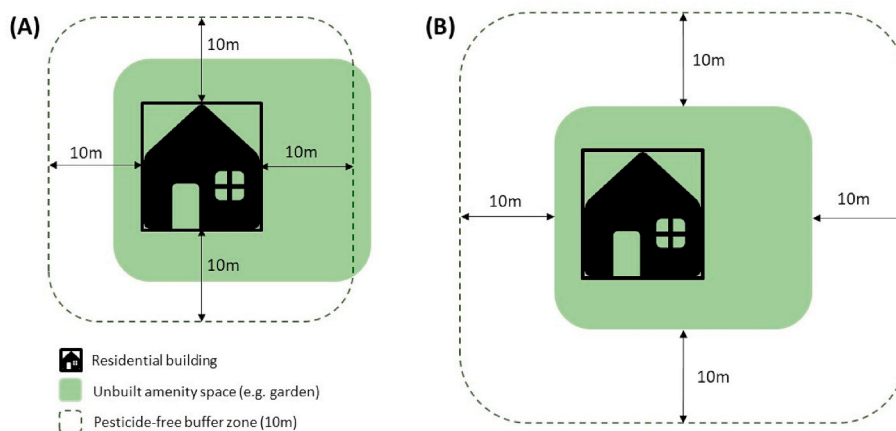 (A)
10m
10m
10m
10m
Residential building
Unbuilt amenity space (e.g. garden)
Pesticide-free buffer zone (10m)
(B)
10m
10m
10m
10m